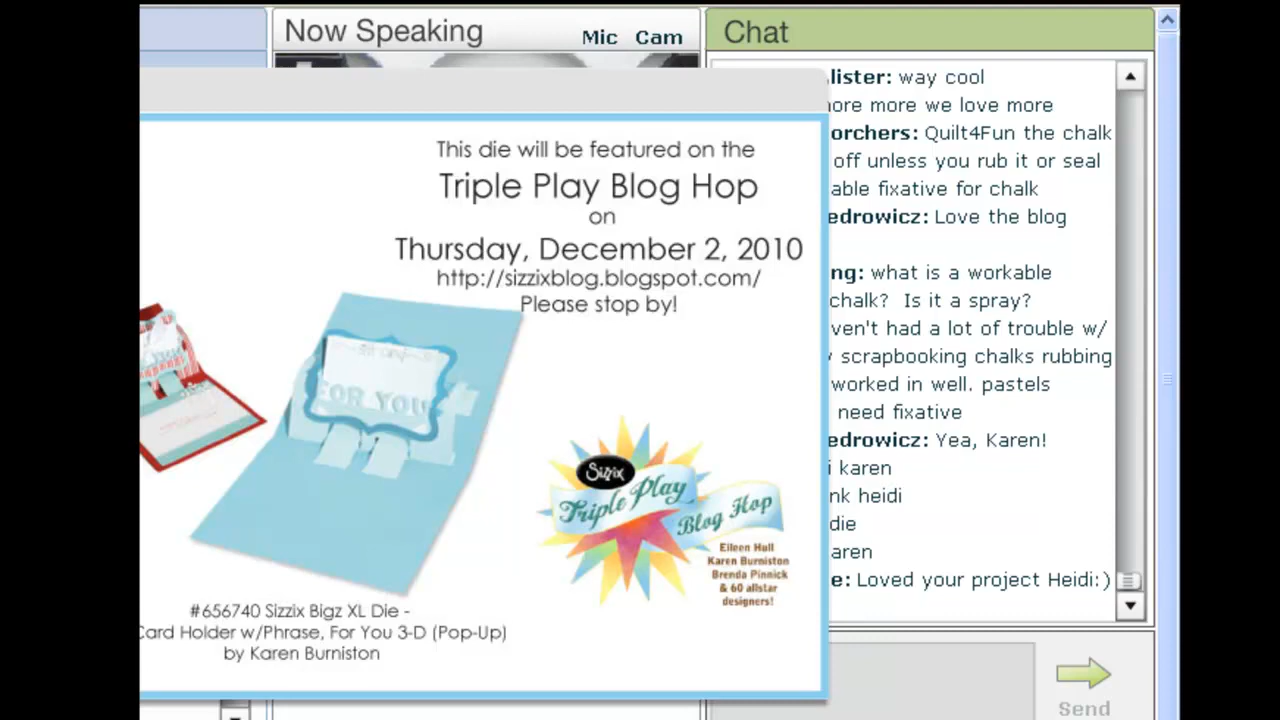 Now Speaking
Mic Cam
Chat
This die will be featured on the
Triple Play Blog Hop
on
Thursday, December 2, 2010
http://sizzixblog.blogspot.com/
Please stop by!
FOR YOU
Sizzix
Triple Play
Blog Hop
Eileen Hull
Karen Burniston
Brenda Pinnick
& 60 allstar
designers!
#656740 Sizzix Bigz XL Die -
Card Holder w/Phrase, For You 3-D (Pop-Up)
by Karen Burniston
lister: way cool
ore more we love more
orchers: Quilt4Fun the chalk
off unless you rub it or seal
able fixative for chalk
edrowicz: Love the blog
ng: what is a workable
chalk? Is it a spray?
ven't had a lot of trouble w/
scrapbooking chalks rubbing
worked in well. pastels
need fixative
edrowicz: Yea, Karen!
i karen
nk heidi
die
aren
e: Loved your project Heidi:)
Send